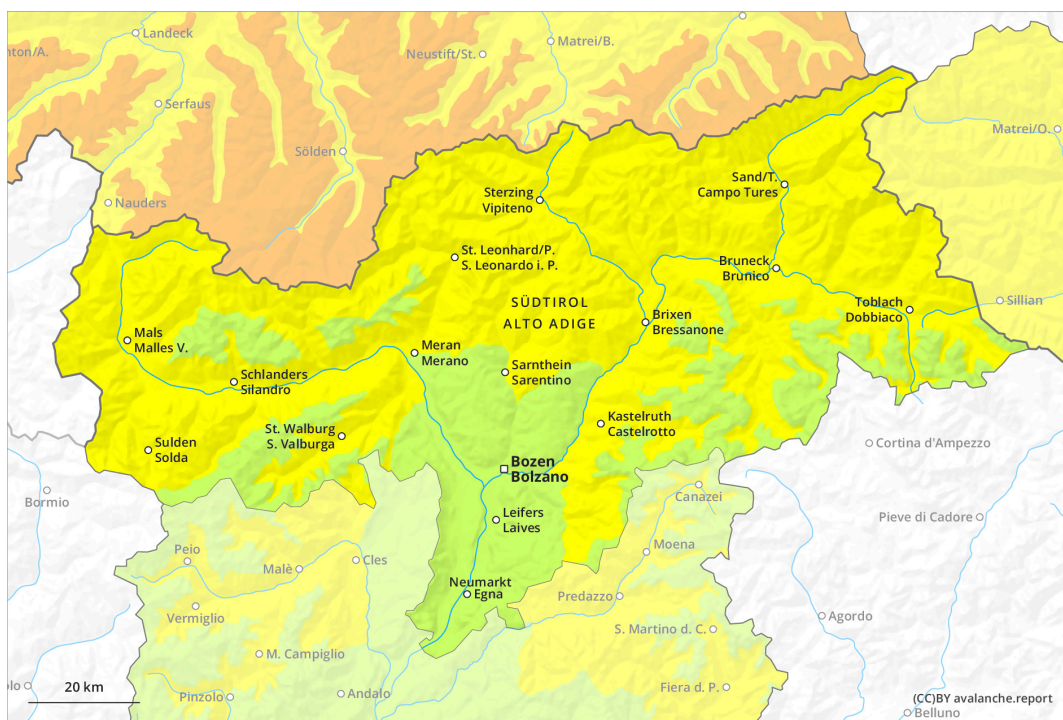 Landeck
nton/A.
Neustift/St.
Matrei/B.
Serfaus
Matrei/O.
Sölden
Sand/T.
Campo Tures
Sterzing
Vipiteno
Nauders
St. Leonhard/P.
S. Leonardo i. P.
Bruneck
Brunico
SÜDTIROL
ALTO ADIGE
Toblach
Dobbiaco
Sillian
Brixen
Bressanone
Mals
Malles V.
Meran
Merano
Sarnthein
Sarentino
Schlanders
Silandro
Kastelruth
Castelrotto
St. Walburg
S. Valburga
Sulden
Solda
Cortina d'Ampezzo
Bozen
Bolzano
Bormio
Canazei
Leifers
Laives
Pieve di Cadore
Moena
Peio
Cles
Malè
Neumarkt
Egna
Predazzo
Vermiglio
Agordo
S. Martino d. C.
M. Campiglio
olo
20 km
Pinzolo
Andalo
Fiera d. P.
(CC)BY avalanche.report
Belluno